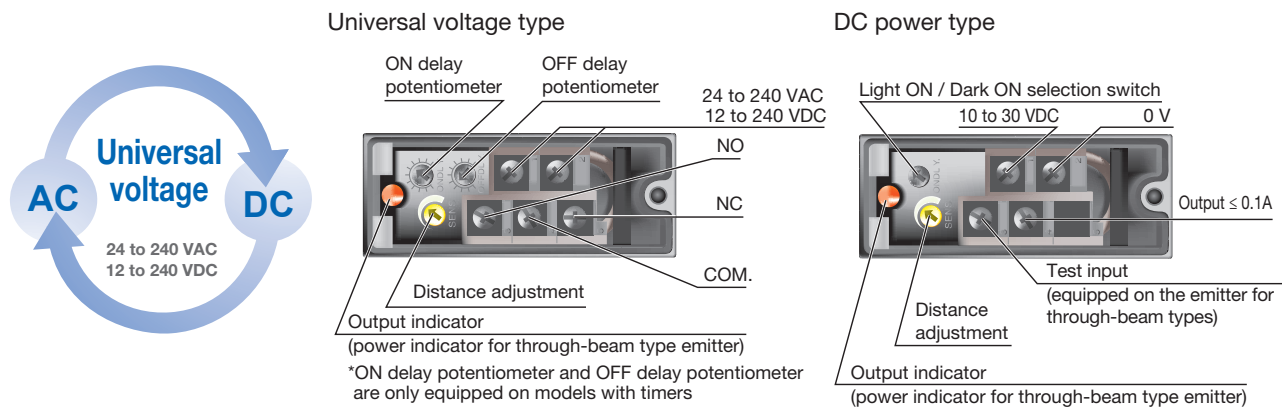 Universal voltage type
DC power type
Universal
voltage
AC
DC
24 to 240 VAC
12 to 240 VDC
ON delay
potentiometer
OFF delay
potentiometer
24 to 240 VAC
12 to 240 VDC
NO
NC
COM.
Distance adjustment
Output indicator
(power indicator for through-beam type emitter)
*ON delay potentiometer and OFF delay potentiometer
are only equipped on models with timers
Light ON / Dark ON selection switch
10 to 30 VDC
0 V
Output ≤ 0.1A
Test input
(equipped on the emitter for
through-beam types)
Distance
adjustment
Output indicator
(power indicator for through-beam type emitter)